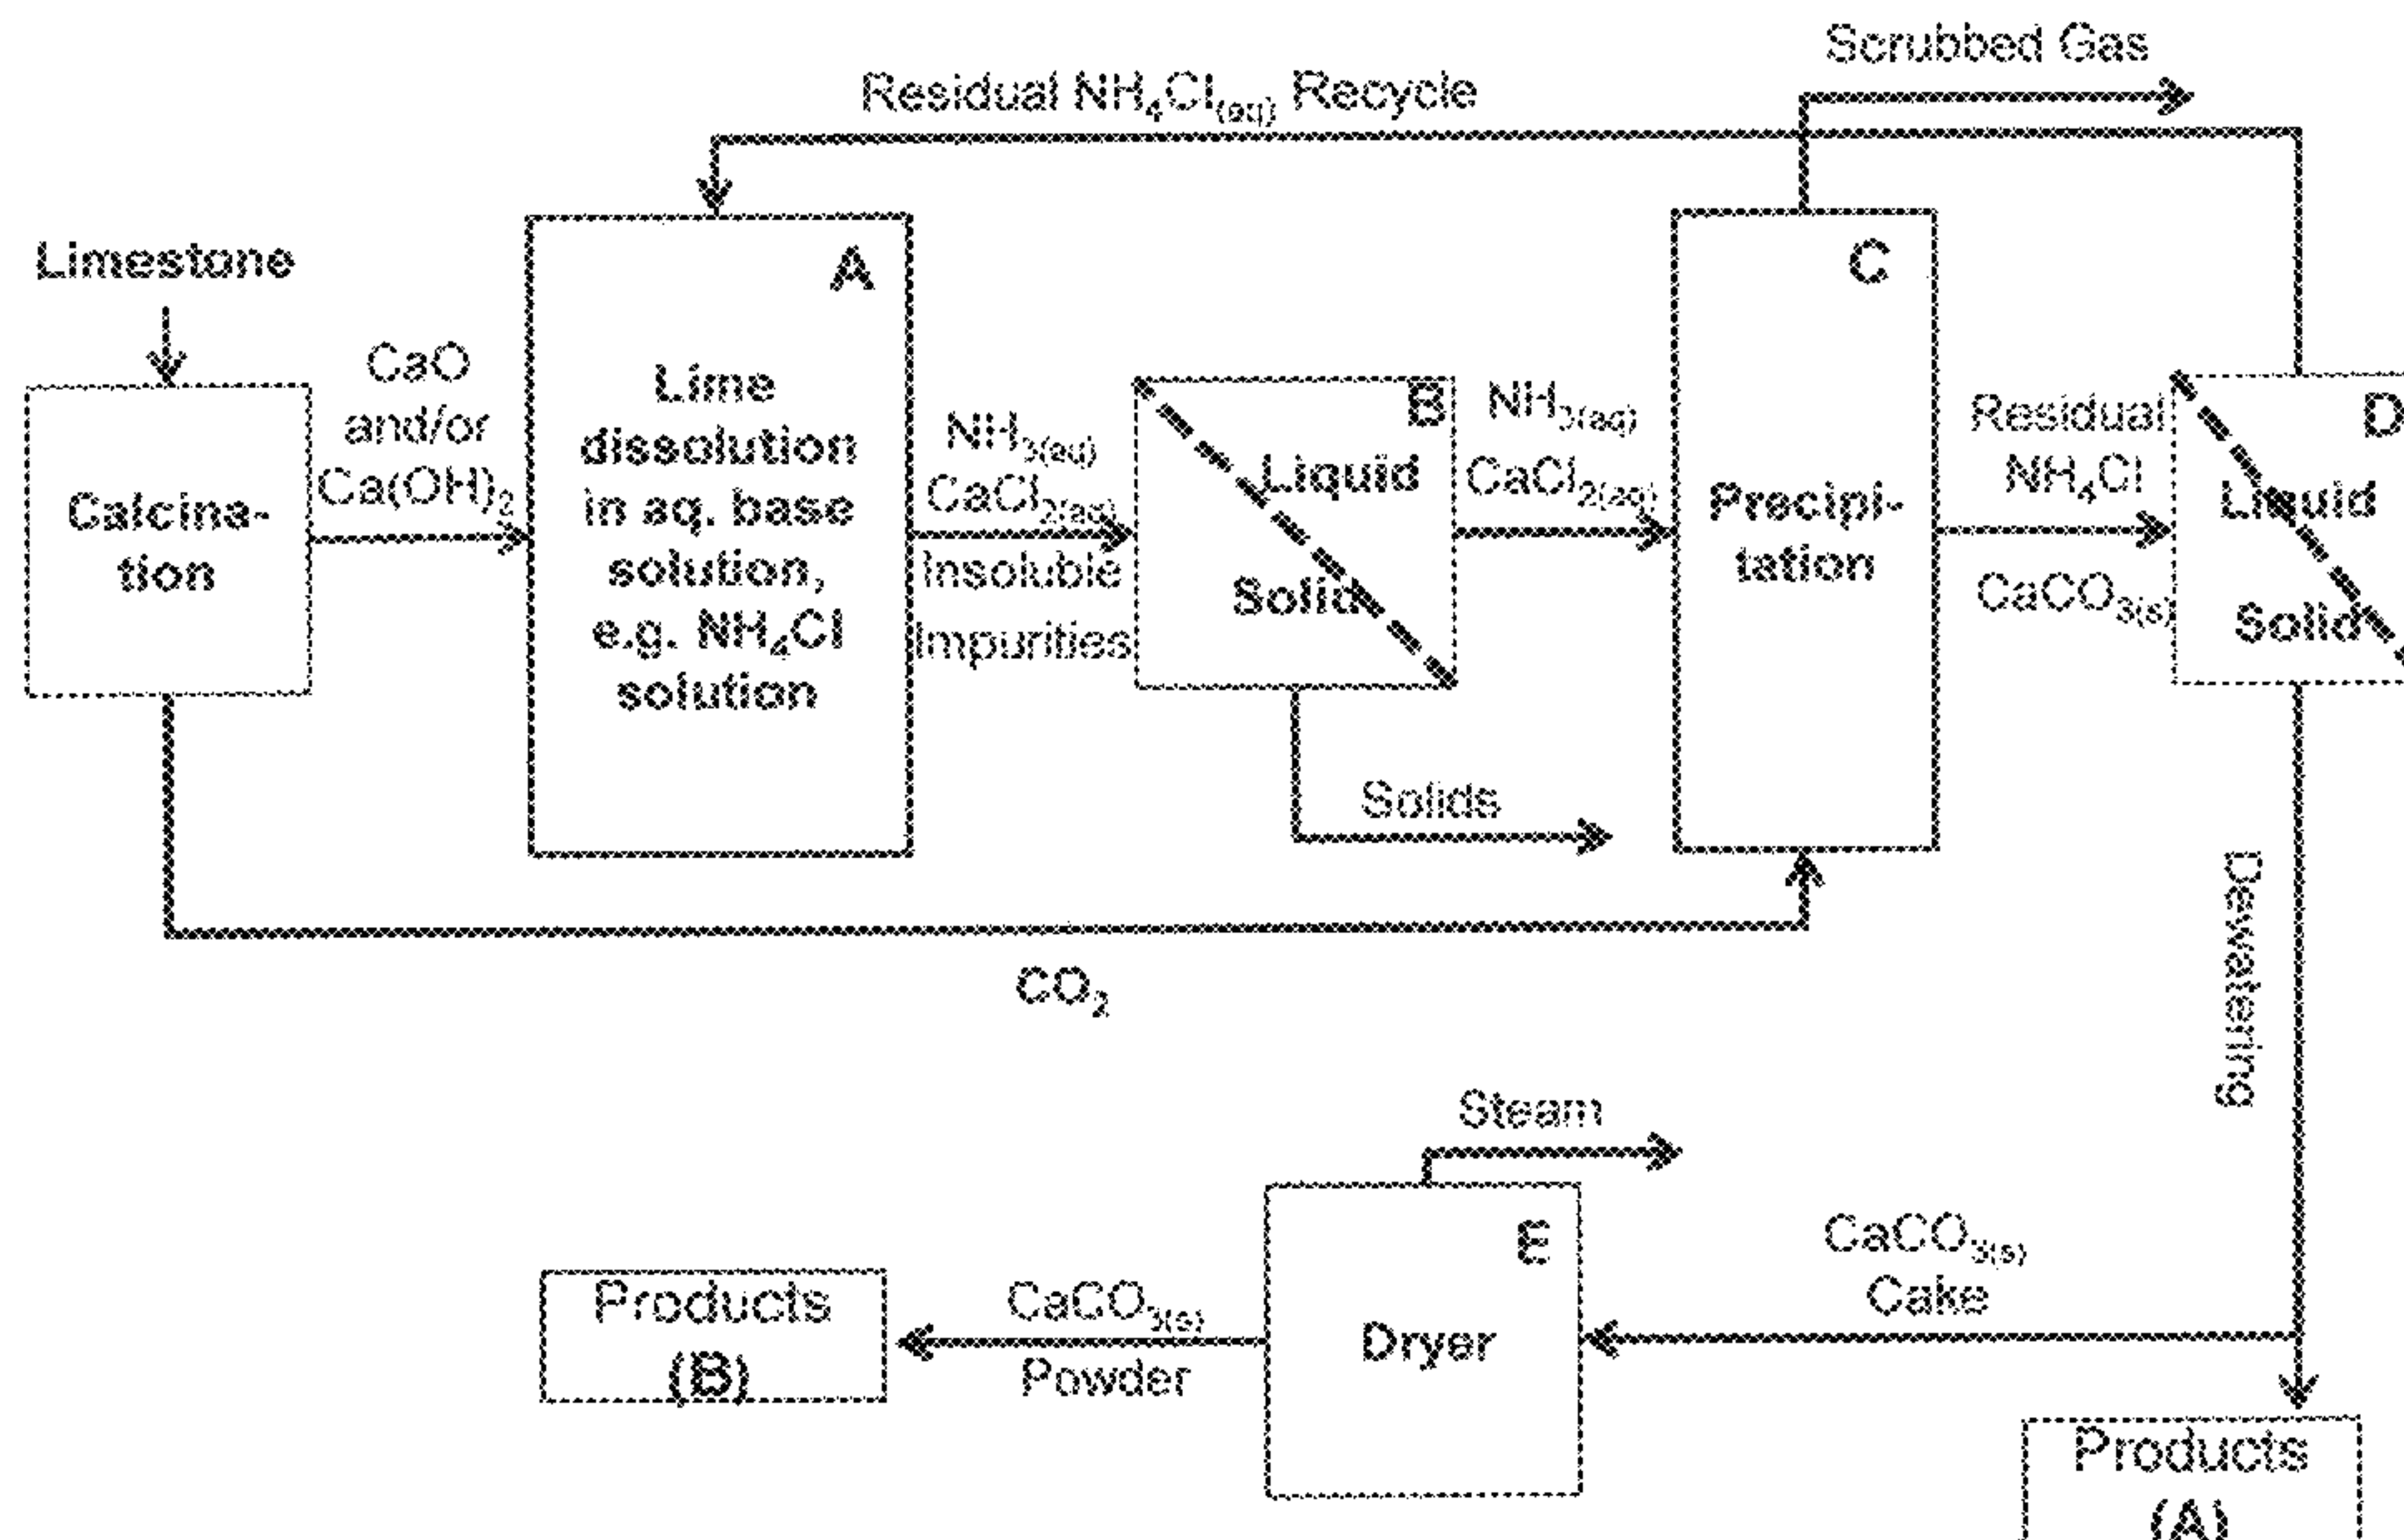 Scrubbed Gas
Residual NH₄Cl(aq) Recycle
Limestone
Calcina-
tion
CaO
and/or
Ca(OH)₂
A
Lime
dissolution
in aq. base
solution,
e.g. NH₄Cl
solution
NH₃(aq)
CaCl₂(aq)
Insoluble
Impurities
B
Liquid
Solid
NH₃(aq)
CaCl₂(aq)
Solids
C
Precipi-
tation
Residual
NH₄Cl
CaCO₃(s)
D
Liquid
Solid
CO₂
Dewatering
Steam
E
Dryer
CaCO₃(s)
Cake
CaCO₃(s)
Powder
Products
(B)
Products
(A)